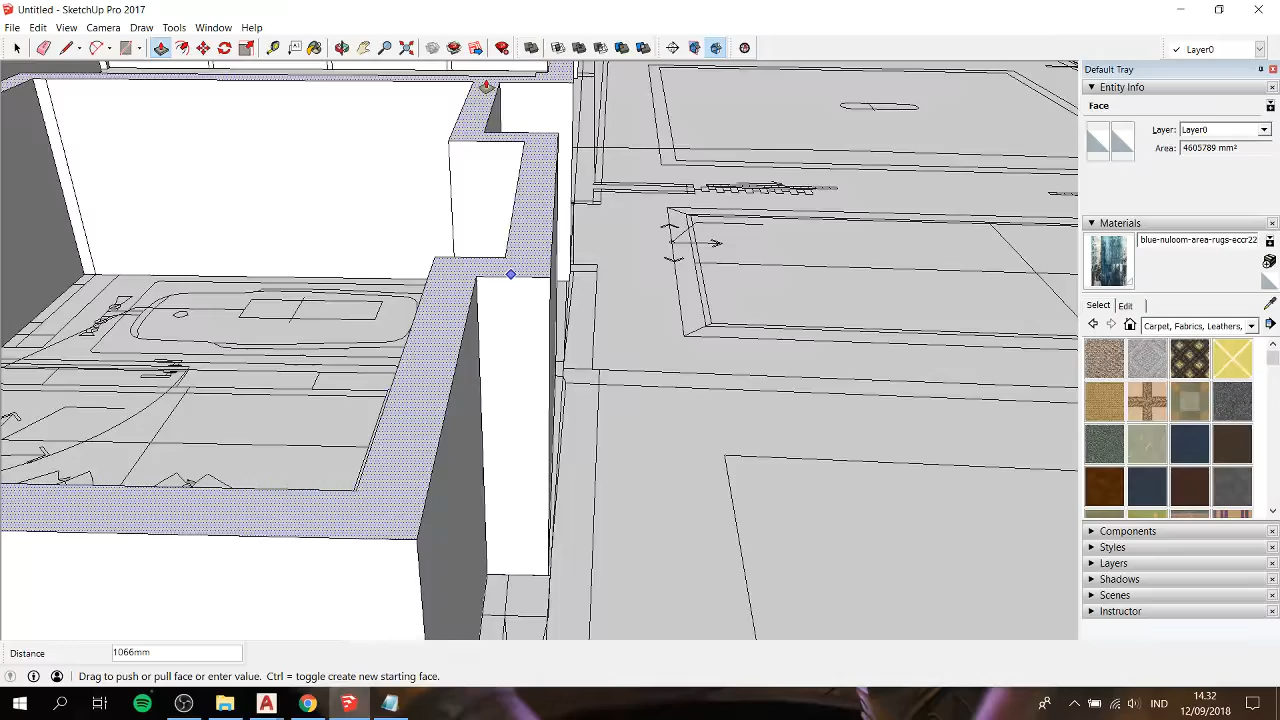 Untitled - SketchUp Pro 2017
File Edit View Camera Draw Tools Window Help
Layer0
Default Tray
Entity Info
Face
Layer: Layer0
Area: 4605789 mm²
Materials
blue-nuloom-area-rugs-eccr22
Select Edit
Carpet, Fabrics, Leathers,
Components
Styles
Layers
Shadows
Scenes
Instructor
Distance 1066mm
Drag to push or pull face or enter value. Ctrl = toggle create new starting face.
IND
14.32
12/09/2018